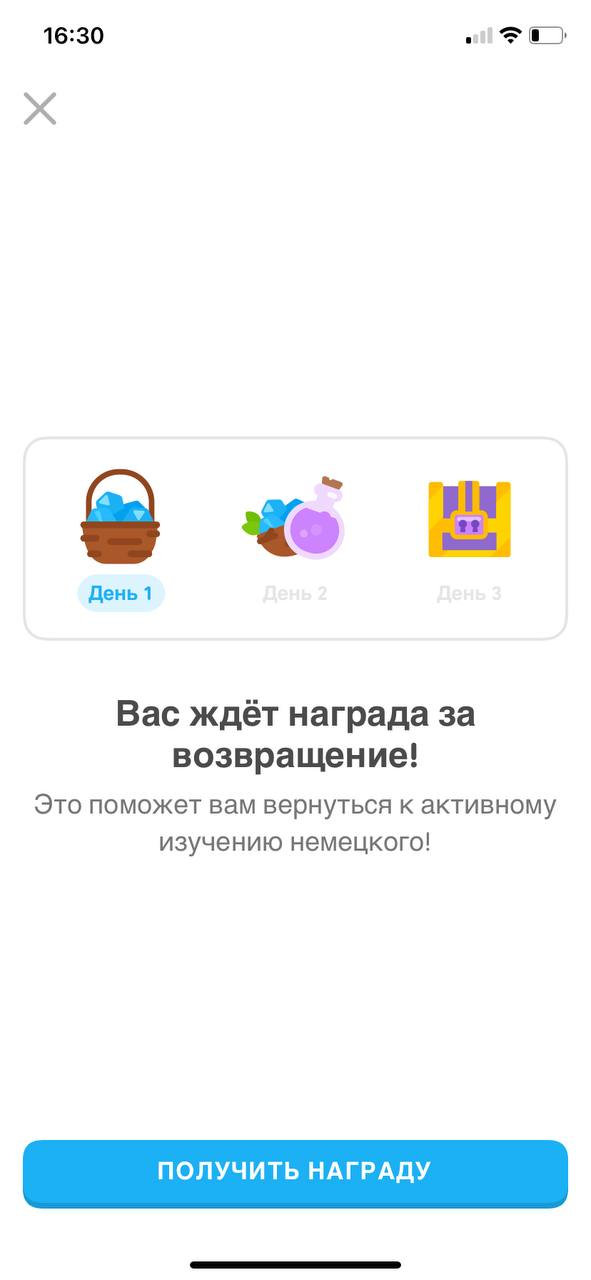 16:30
День 1
День 2
День 3
Вас ждёт награда за
возвращение!
Это поможет вам вернуться к активному
изучению немецкого!
ПОЛУЧИТЬ НАГРАДУ